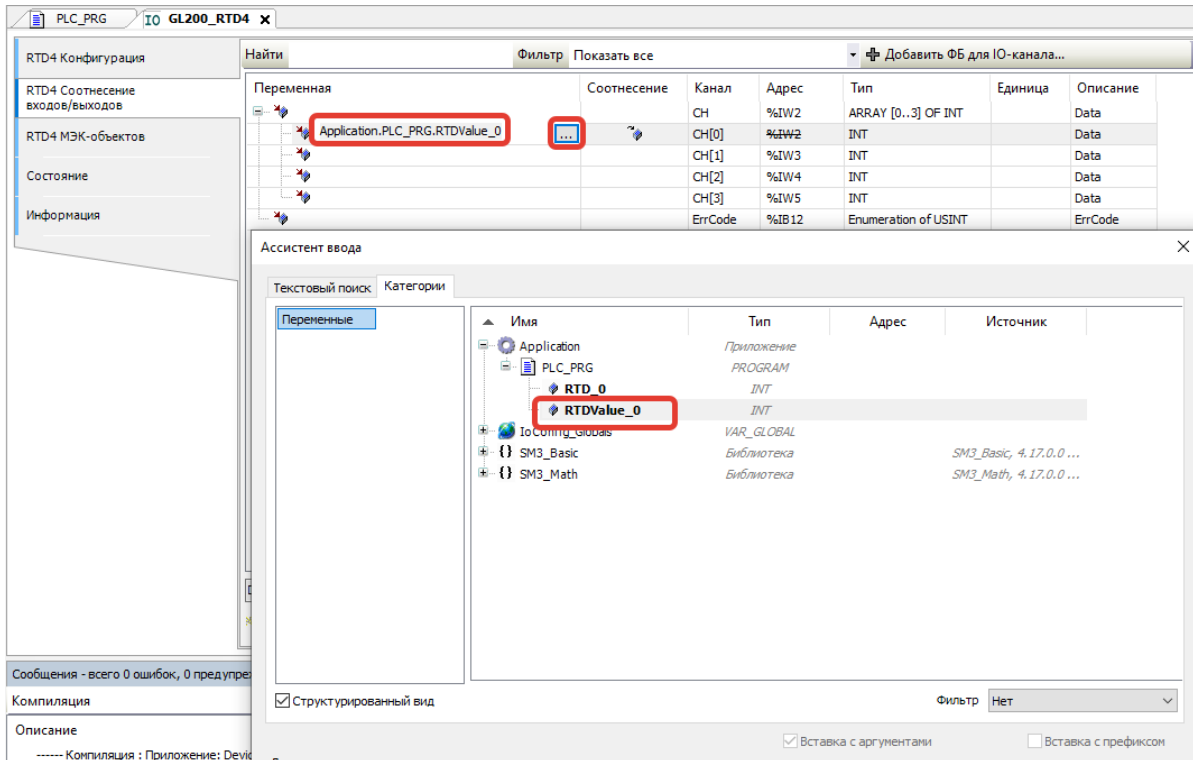 PLC_PRG IO GL200_RTD4 X
RTD4 Конфигурация
RTD4 Соотнесение входов/выходов
RTD4 МЭК-объектов
Состояние
Информация
Найти Фильтр Показать все Добавить ФБ для IO-канала...
Переменная Соотнесение Канал Адрес Тип Единица Описание
CH %IW2 ARRAY [0..3] OF INT Data
Application.PLC_PRG.RTDValue_0 ... CH[0] %IW2 INT Data
CH[1] %IW3 INT Data
CH[2] %IW4 INT Data
CH[3] %IW5 INT Data
ErrCode %IB12 Enumeration of USINT ErrCode
Ассистент ввода
Текстовый поиск Категории
Переменные
Имя Тип Адрес Источник
Application Приложение
PLC_PRG PROGRAM
RTD_0 INT
RTDValue_0 INT
IoConfig_Globals VAR_GLOBAL
{} SM3_Basic Библиотека SM3_Basic, 4.17.0.0 ...
{} SM3_Math Библиотека SM3_Math, 4.17.0.0 ...
Структурированный вид Фильтр Нет
Вставка с аргументами Вставка с префиксом
Сообщения - всего 0 ошибок, 0 предупре
Компиляция
Описание
------ Компиляция : Приложение: Devic